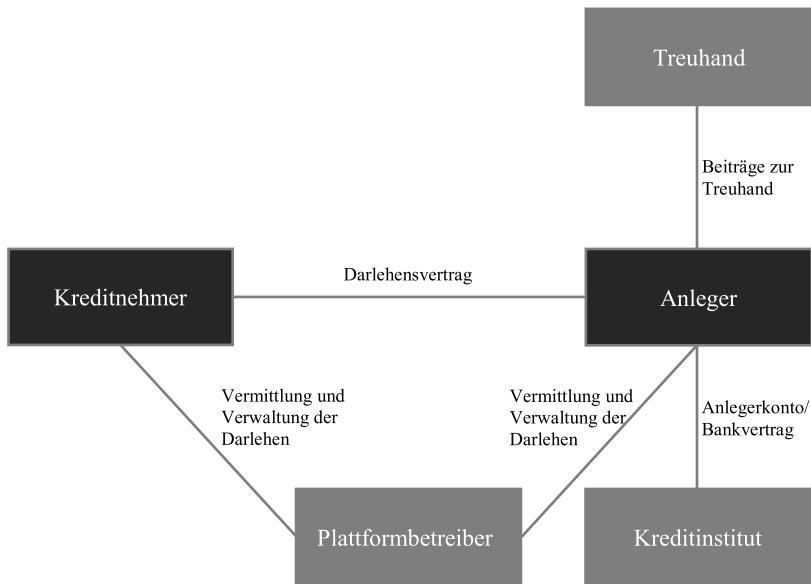 Treuhand
Beiträge zur
Treuhand
Kreditnehmer
Darlehensvertrag
Anleger
Vermittlung und
Verwaltung der
Darlehen
Vermittlung und
Verwaltung der
Darlehen
Anlegerkonto/
Bankvertrag
Plattformbetreiber
Kreditinstitut